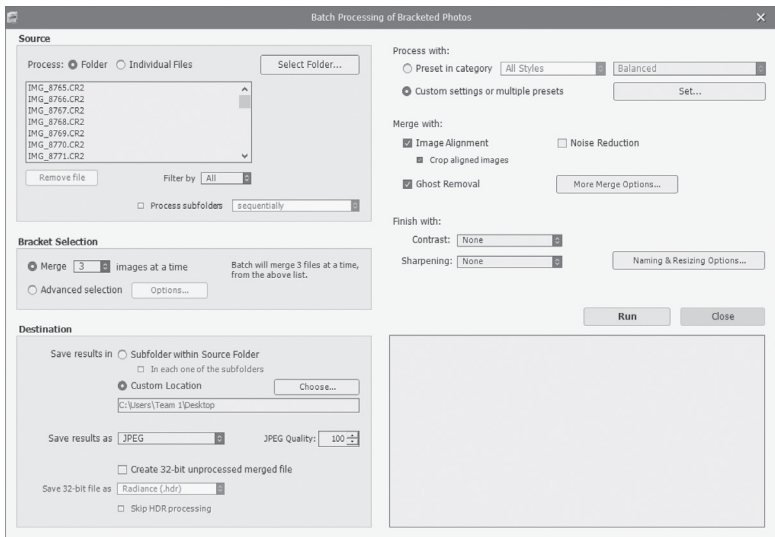 Batch Processing of Bracketed Photos
Source
Process: Folder Individual Files Select Folder...
IMG_8765.CR2
IMG_8766.CR2
IMG_8767.CR2
IMG_8768.CR2
IMG_8769.CR2
IMG_8770.CR2
IMG_8771.CR2
Remove file Filter by All
Process subfolders sequentially
Bracket Selection
Merge 3 images at a time
Batch will merge 3 files at a time,
from the above list.
Advanced selection Options...
Destination
Save results in Subfolder within Source Folder
In each one of the subfolders
Custom Location Choose...
C:\Users\Team 1\Desktop
Save results as JPEG JPEG Quality: 100
Create 32-bit unprocessed merged file
Save 32-bit file as Radiance (.hdr)
Skip HDR processing
Process with:
Preset in category All Styles Balanced
Custom settings or multiple presets Set...
Merge with:
Image Alignment Noise Reduction
Crop aligned images
Ghost Removal More Merge Options...
Finish with:
Contrast: None
Sharpening: None Naming & Resizing Options...
Run Close